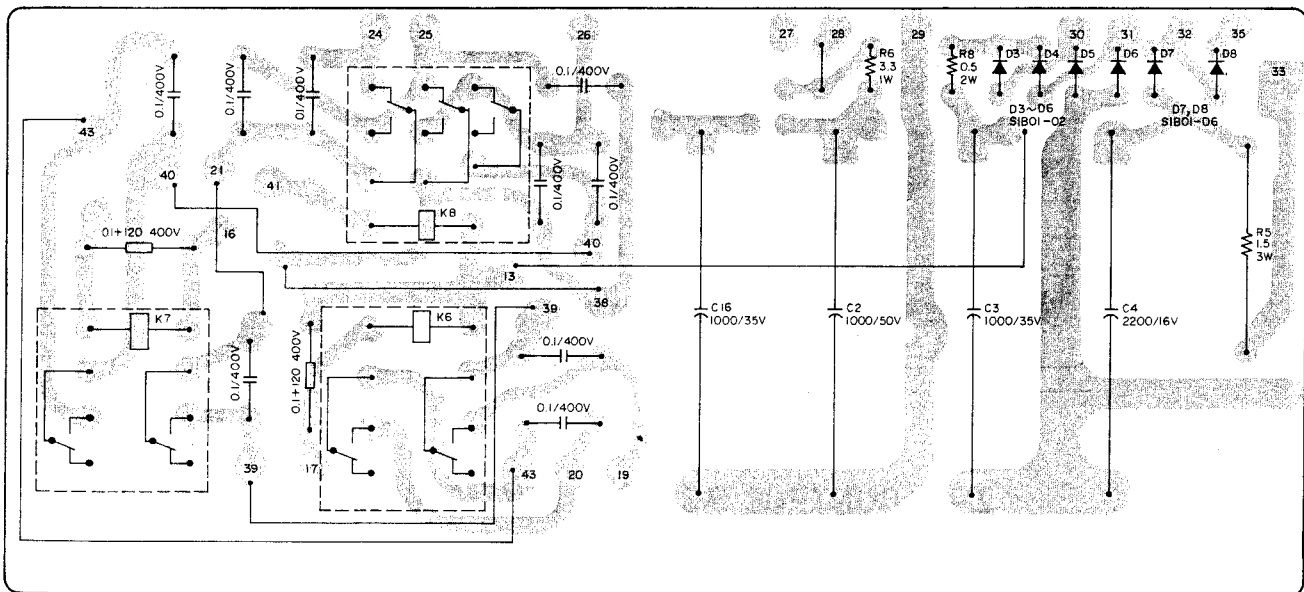 24
25
26
27
28
29
30
31
32
35
33
R6
3.3
1W
R8
0.5
2W
D3
D4
D5
D6
D7
D8
D3~D6
S1B01-02
D7, D8
S1B01-06
0.1/400V
0.1/400V
0.1/400V
0.1/400V
0.1/400V
0.1/400V
43
40
21
41
16
K8
40
13
38
39
0.1+120 400V
R5
1.5
3W
K7
K6
C16
1000/35V
C2
1000/50V
C3
1000/35V
C4
2200/16V
0.1/400V
0.1+120 400V
0.1/400V
0.1/400V
39
17
43
20
19